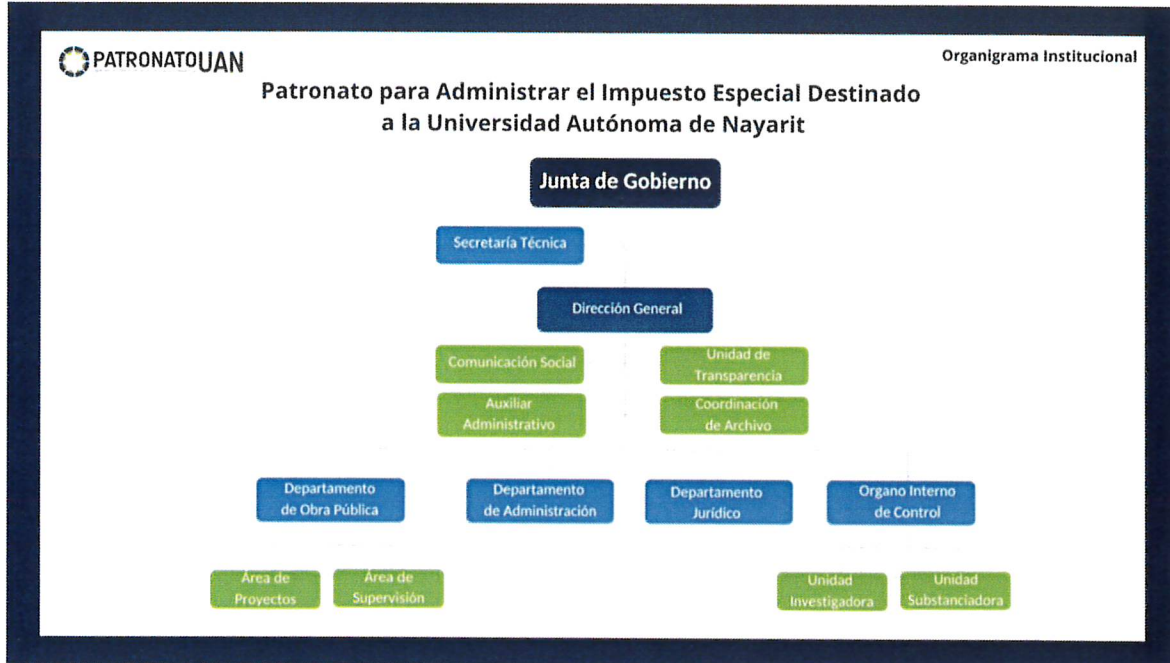 PATRONATOUAN
Organigrama Institucional
Patronato para Administrar el Impuesto Especial Destinado
a la Universidad Autónoma de Nayarit
Junta de Gobierno
Secretaría Técnica
Dirección General
Comunicación Social
Unidad de
Transparencia
Auxiliar
Administrativo
Coordinación
de Archivo
Departamento
de Obra Pública
Departamento
de Administración
Departamento
Jurídico
Organo Interno
de Control
Área de
Proyectos
Área de
Supervisión
Unidad
Investigadora
Unidad
Substanciadora